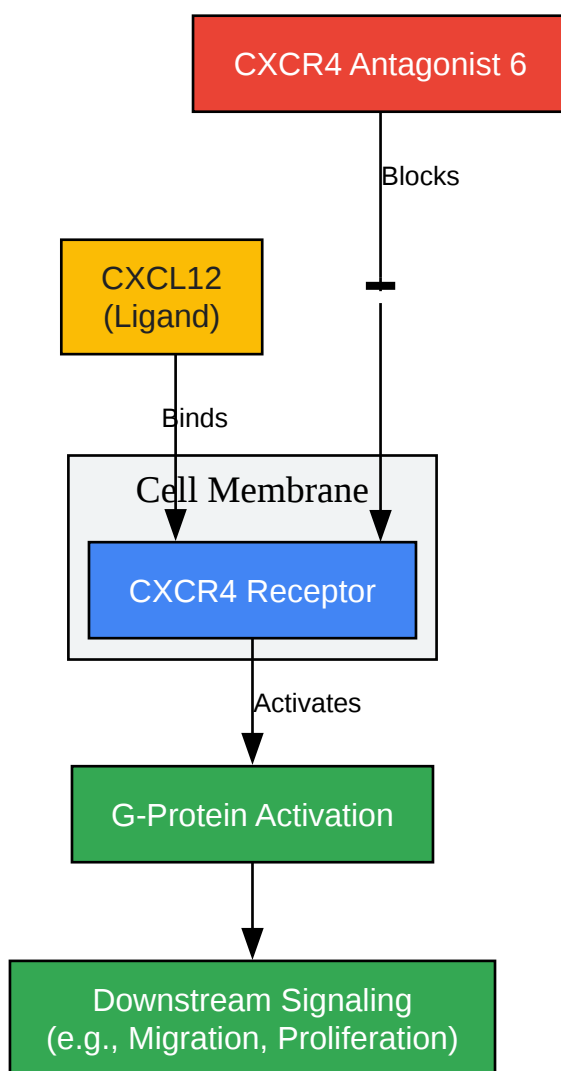 CXCR4 Antagonist 6
Blocks
CXCL12
(Ligand)
Binds
Cell Membrane
CXCR4 Receptor
Activates
G-Protein Activation
Downstream Signaling
(e.g., Migration, Proliferation)